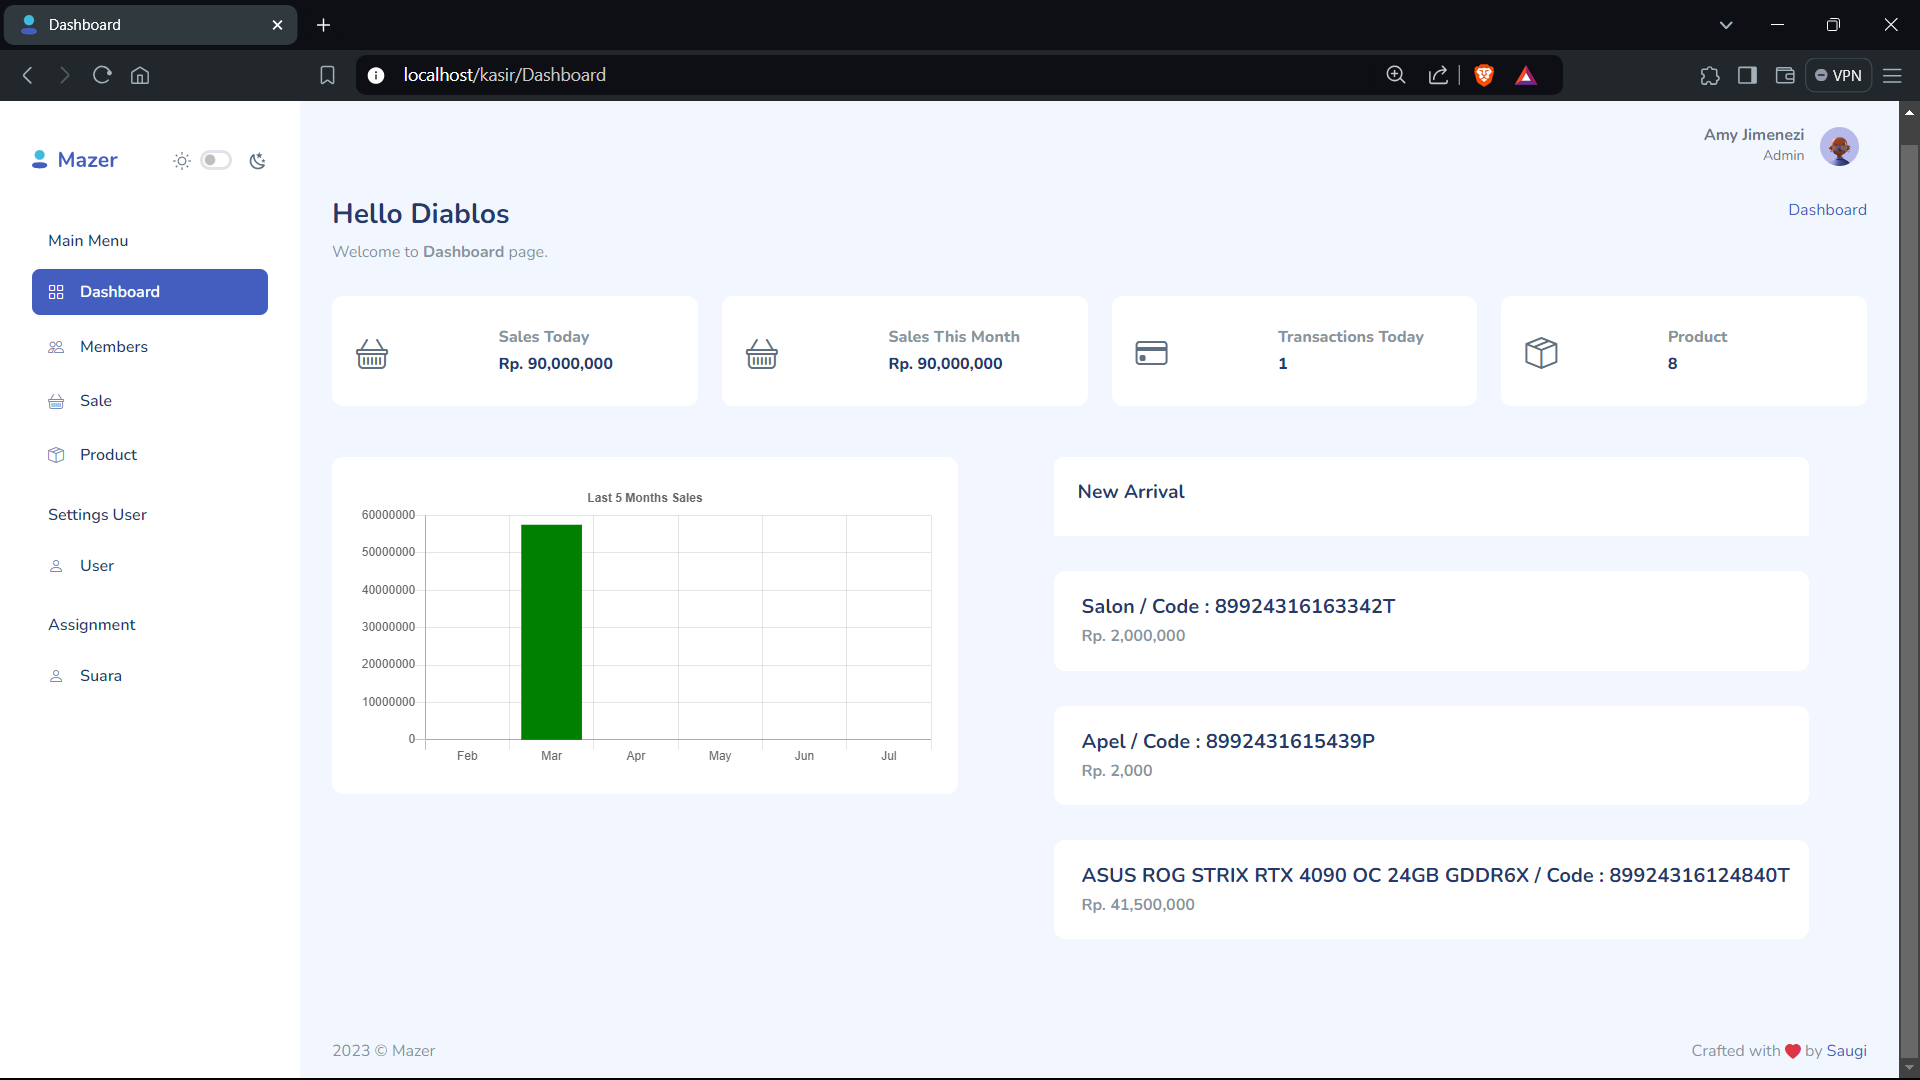 Dashboard
localhost/kasir/Dashboard
VPN
Mazer
Amy Jimenezi
Admin
Main Menu
Dashboard
Members
Sale
Product
Settings User
User
Assignment
Suara
Hello Diablos
Dashboard
Welcome to Dashboard page.
Sales Today
Rp. 90,000,000
Sales This Month
Rp. 90,000,000
Transactions Today
1
Product
8
Last 5 Months Sales
60000000
50000000
40000000
30000000
20000000
10000000
0
Feb Mar Apr May Jun Jul
New Arrival
Salon / Code : 89924316163342T
Rp. 2,000,000
Apel / Code : 8992431615439P
Rp. 2,000
ASUS ROG STRIX RTX 4090 OC 24GB GDDR6X / Code : 89924316124840T
Rp. 41,500,000
2023 © Mazer
Crafted with ❤ by Saugi